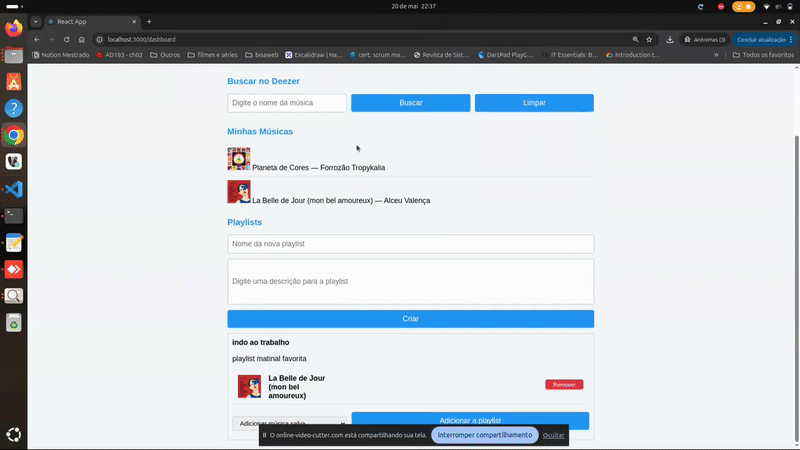 20 de mai 22:37
React App
localhost:3000/dashboard
Anônimas (3)
Concluir atualização
Notion Mestrado
AD183 - ch02
Outros
filmes e séries
bisaweb
Excalidraw | Ha...
cert. scrum ma...
Revista de Sist...
DartPad PlayG...
IT Essentials: B...
Introduction t...
»
Todos os favoritos
Buscar no Deezer
Digite o nome da música
Buscar
Limpar
Minhas Músicas
Planeta de Cores — Forrozão Tropykalia
La Belle de Jour (mon bel amoureux) — Alceu Valença
Playlists
Nome da nova playlist
Digite uma descrição para a playlist
Criar
indo ao trabalho
playlist matinal favorita
La Belle de Jour
(mon bel
amoureux)
Remover
Adicionar música salva
Adicionar a playlist
O online-video-cutter.com está compartilhando sua tela.
Interromper compartilhamento
Ocultar